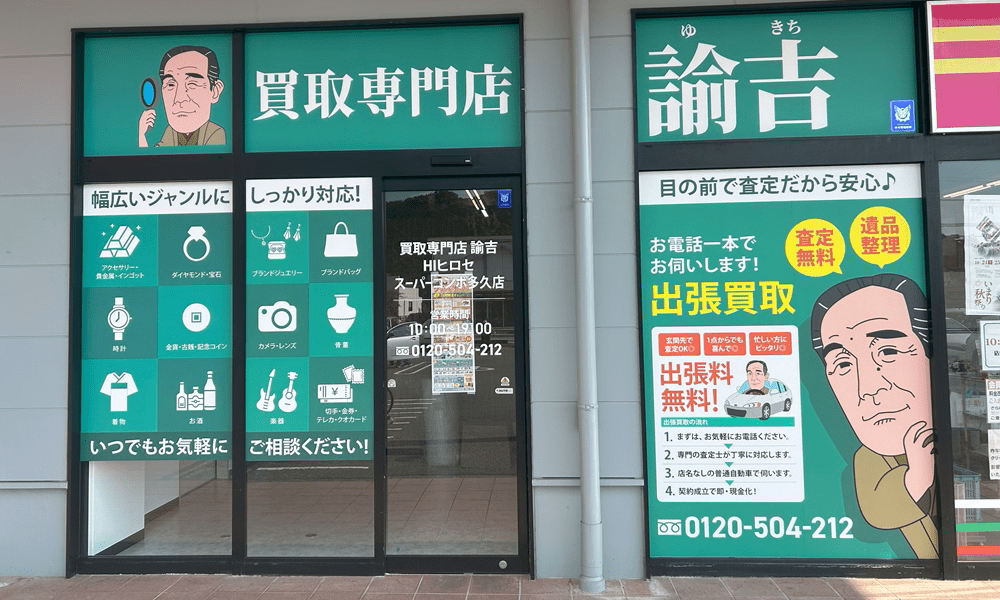 買取専門店
ゆ きち
諭吉
幅広いジャンルに
しっかり対応!
アクセサリー・
貴金属・インゴット
ダイヤモンド・宝石
ブランドジュエリー
ブランドバッグ
時計
金貨・古銭・記念コイン
カメラ・レンズ
骨董
着物
お酒
楽器
切手・金券・
テレカ・クオカード
いつでもお気軽に
ご相談ください!
買取専門店 諭吉
HIヒロセ
スーパーコンボ多久店
営業時間
10:00~19:00
0120-504-212
目の前で査定だから安心♪
お電話一本で
お伺いします!
出張買取
査定
無料
遺品
整理
玄関先で
査定OK◎
1点からでも
喜んで◎
忙しい方に
ピッタリ◎
出張料
無料!
出張買取の流れ
1. まずは、お気軽にお電話ください。
2. 専門の査定士が丁寧に対応します。
3. 店名なしの普通自動車で伺います。
4. 契約成立で即・現金化!
0120-504-212